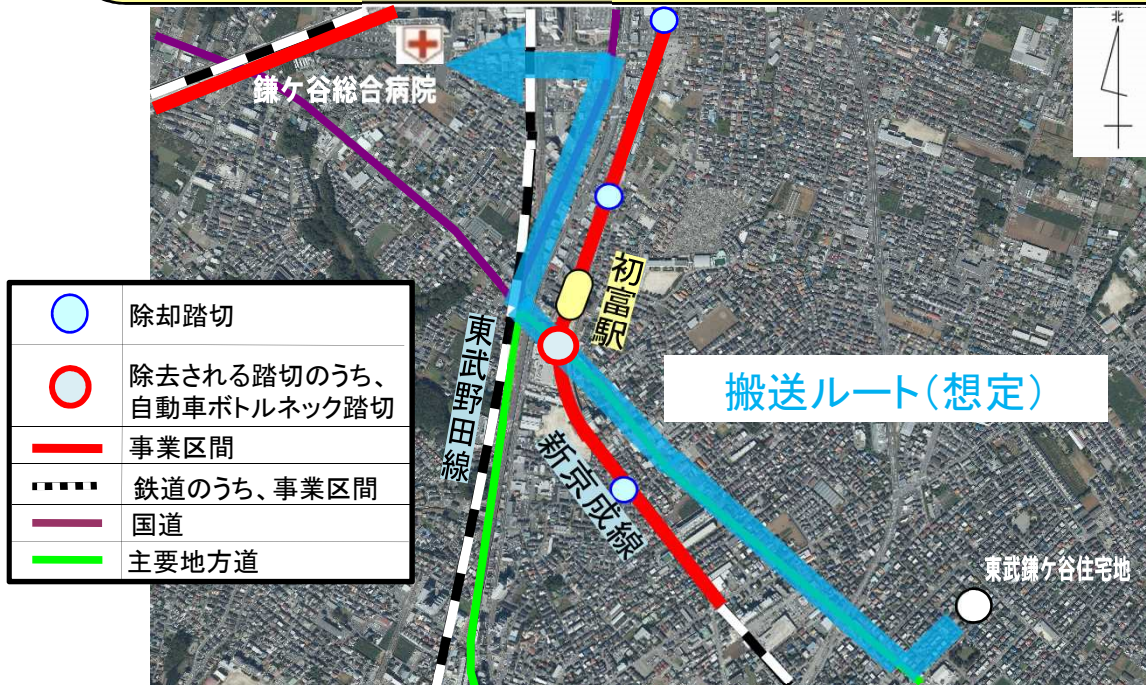 北
鎌ケ谷総合病院
初富駅
東武野田線
搬送ルート(想定)
新京成線
東武鎌ケ谷住宅地
除却踏切
除去される踏切のうち、
自動車ボトルネック踏切
事業区間
鉄道のうち、事業区間
国道
主要地方道